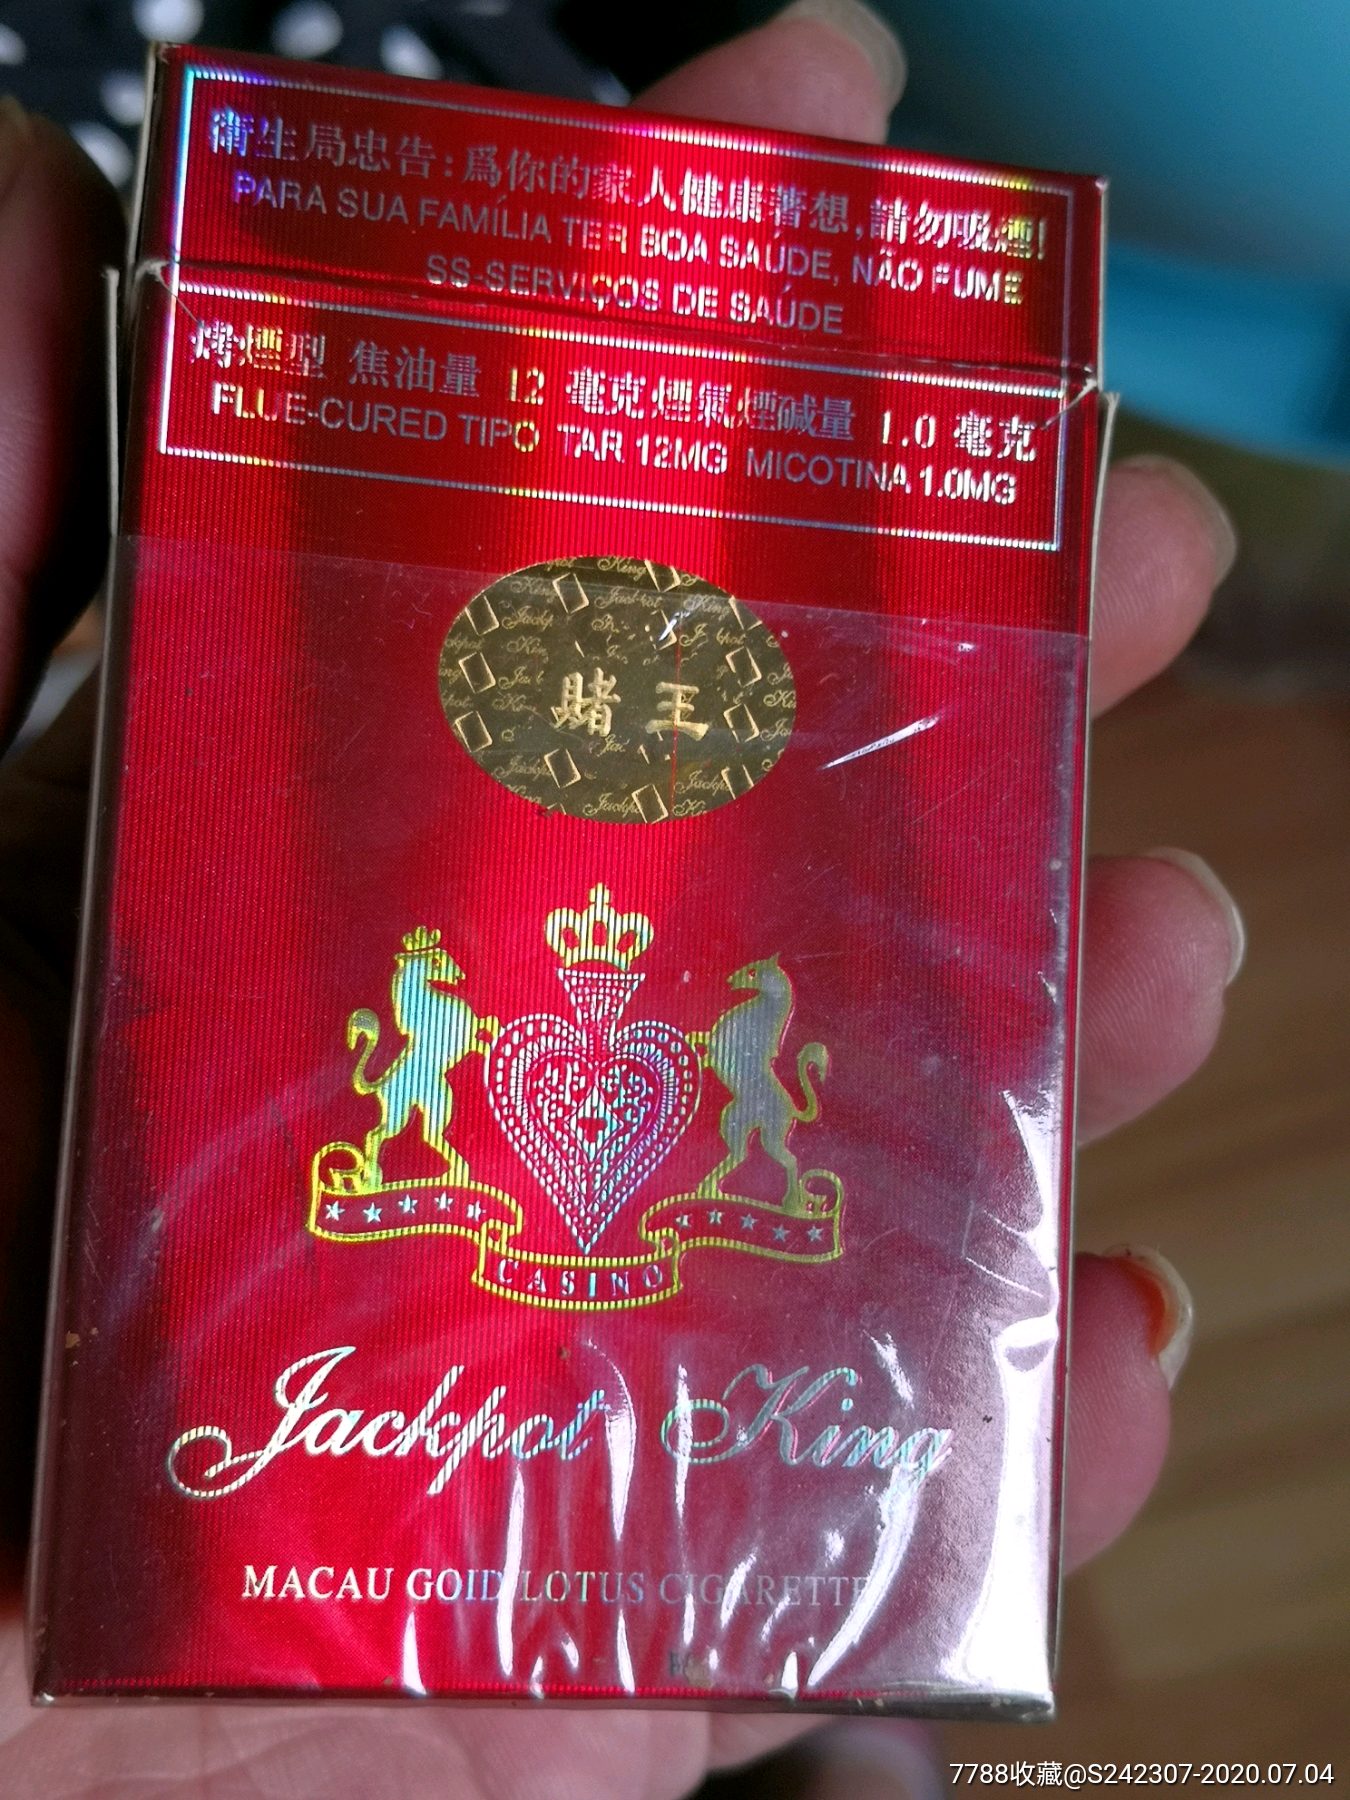 衛生局忠告:爲你的家人健康著想,請勿吸煙!
PARA SUA FAMÍLIA TER BOA SAÚDE, NÃO FUME
SS-SERVIÇOS DE SAÚDE
烤煙型 焦油量 12 毫克煙氣煙碱量 1.0 毫克
FLUE-CURED TIPO TAR 12MG MICOTINA 1.0MG
賭王
CASINO
Jackpot King
MACAU GOID LOTUS CIGARETTE
7788收藏@S242307-2020.07.04